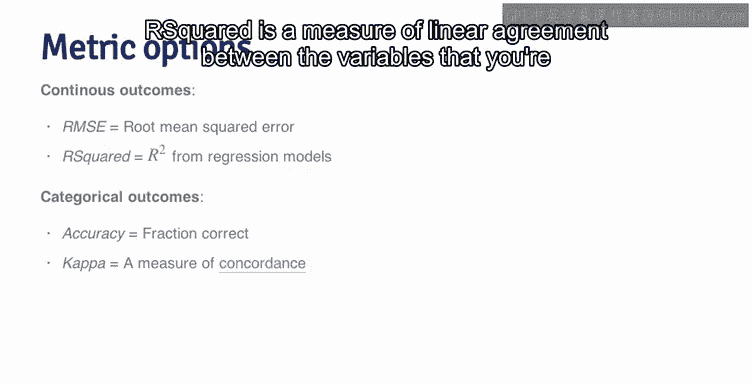 RSquared is a measure of linear agreement
between the variables that you're
Metric options
Continous outcomes:
· RMSE = Root mean squared error
· RSquared = R² from regression models
Categorical outcomes:
· Accuracy = Fraction correct
· Kappa = A measure of concordance